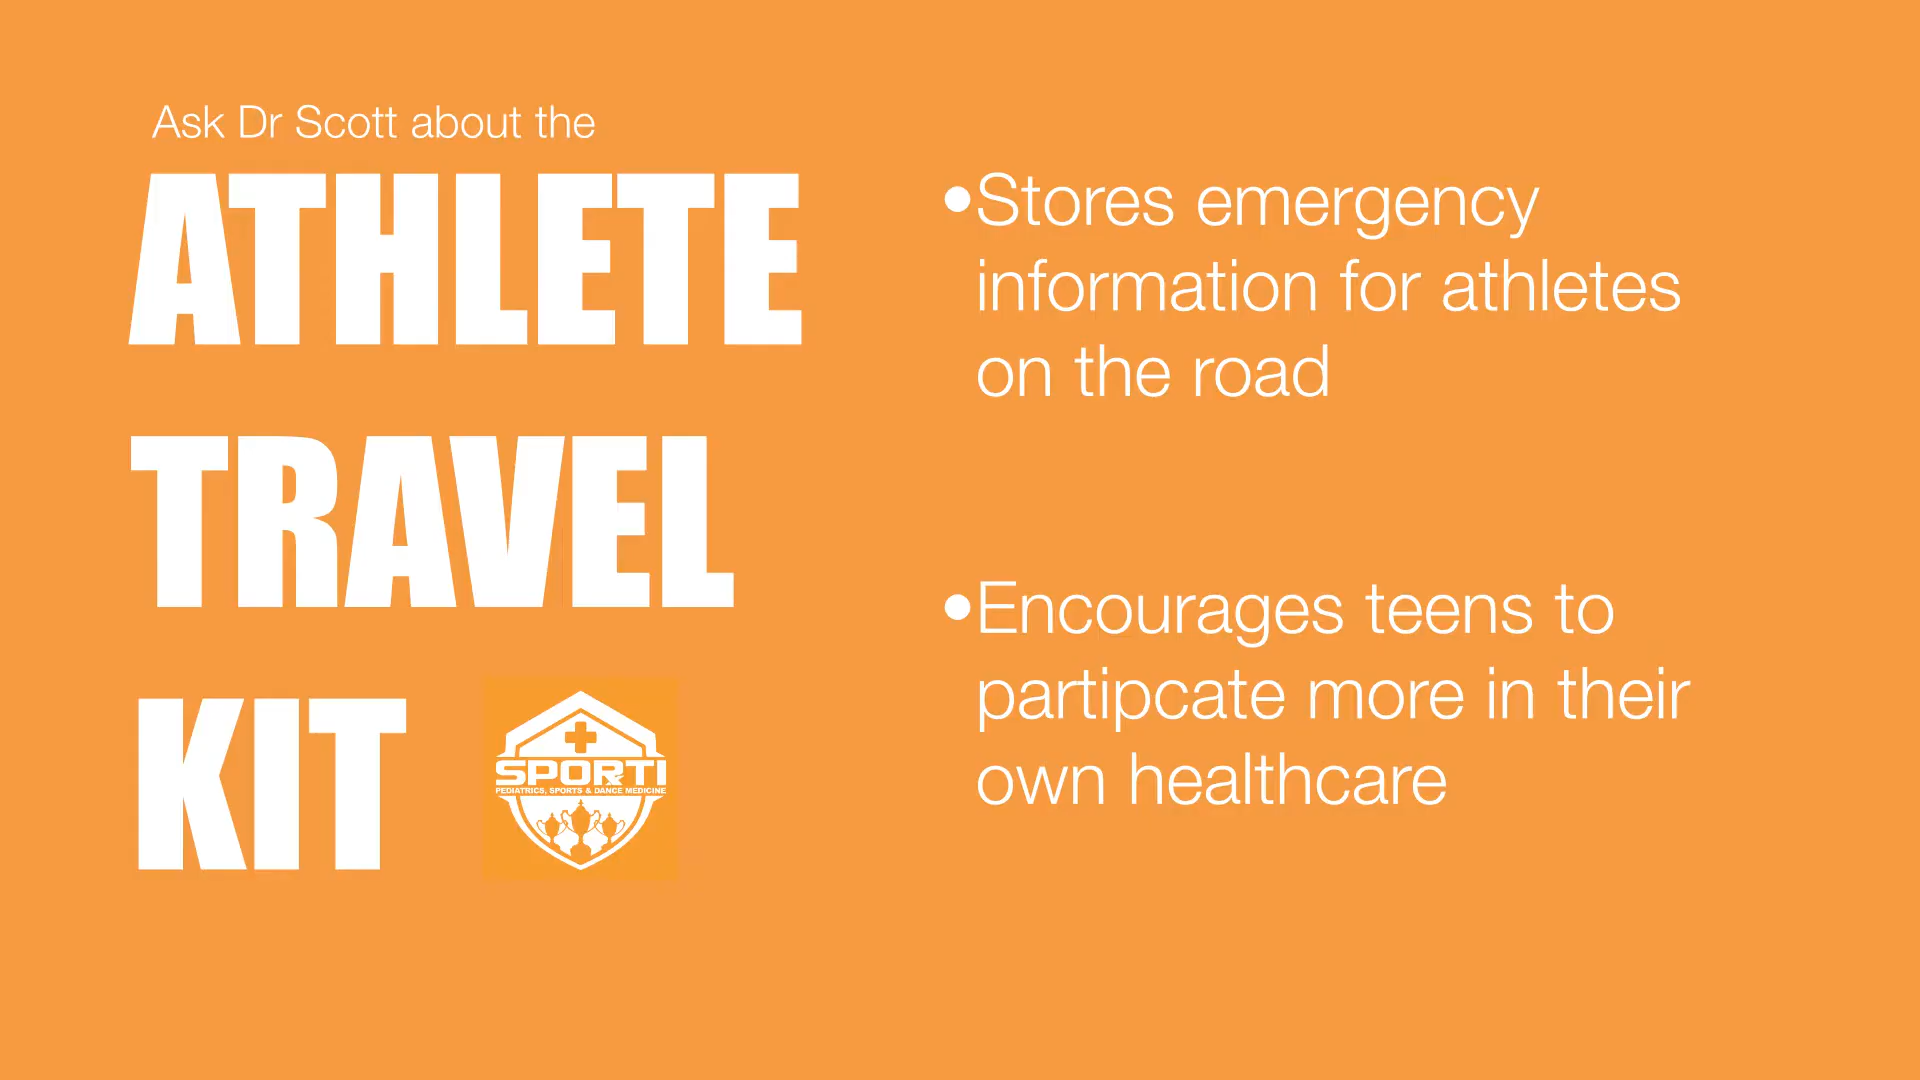 Ask Dr Scott about the
ATHLETE
TRAVEL
KIT
SPORTI
PEDIATRICS, SPORTS & DANCE MEDICINE
•Stores emergency
information for athletes
on the road
•Encourages teens to
partipcate more in their
own healthcare